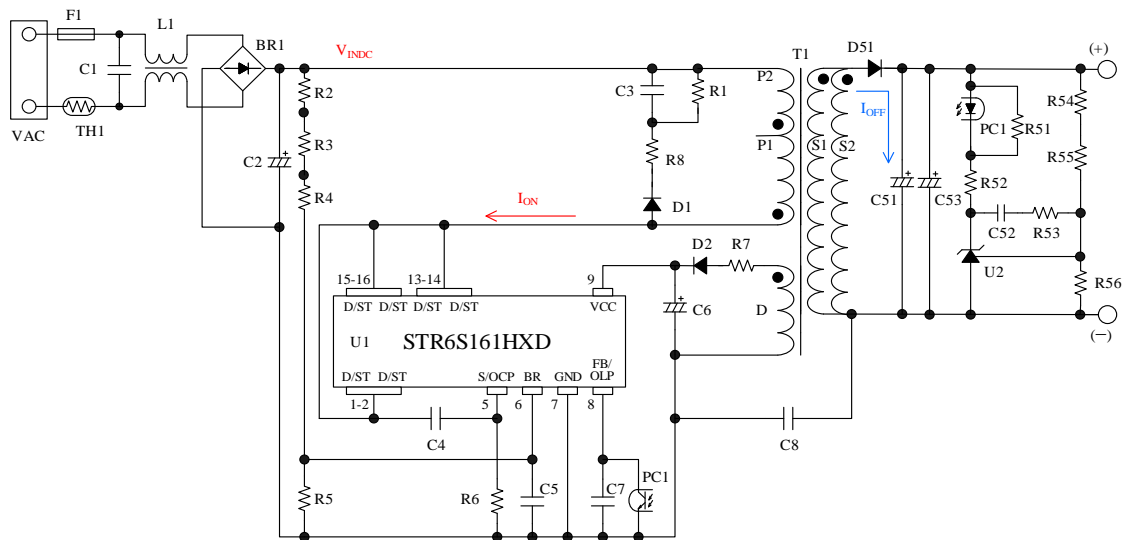 F1
L1
BR1
C1
TH1
VAC
V_INDC
R2
R3
R4
C2
C3
R1
R8
D1
I_ON
P2
P1
T1
S1
S2
D51
I_OFF
C51
C53
PC1
R51
R52
C52
R53
U2
R54
R55
R56
(+)
(−)
D2
R7
C6
D
15-16
13-14
9
D/ST D/ST
D/ST D/ST
VCC
U1
STR6S161HXD
D/ST D/ST
S/OCP
BR
GND
FB/
OLP
1-2
5
6
7
8
C4
C8
R5
R6
C5
C7
PC1